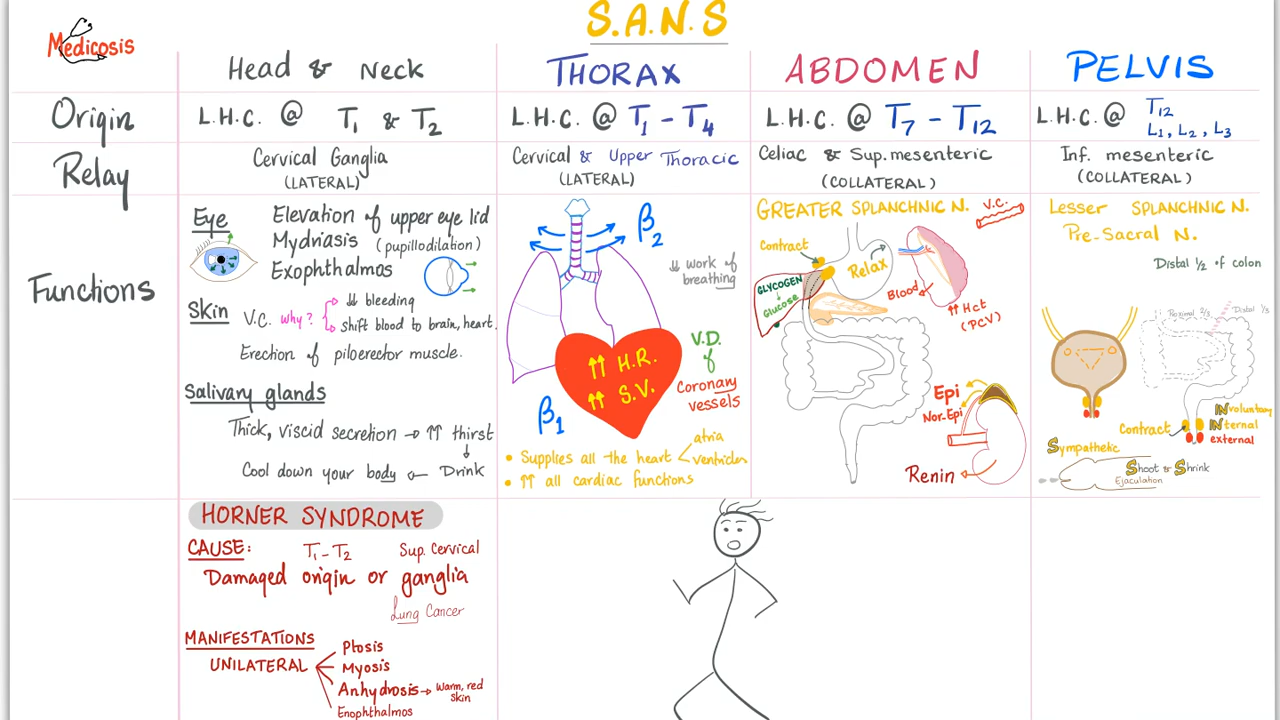 S.A.N.S
Medicosis
Head & Neck
THORAX
ABDOMEN
PELVIS
Origin
L.H.C. @ T1 & T2
L.H.C. @ T1 - T4
L.H.C. @ T7 - T12
L.H.C. @ T12
L1, L2, L3
Relay
Cervical Ganglia
(LATERAL)
Cervical & Upper Thoracic
(LATERAL)
Celiac & Sup. mesenteric
(COLLATERAL)
Inf. mesenteric
(COLLATERAL)
Functions
Eye
Elevation of upper eye lid
Mydriasis (pupillodilation)
Exophthalmos
Skin
V.C. why?
↓↓ bleeding
shift blood to brain, heart.
Erection of piloerector muscle.
Salivary glands
Thick, viscid secretion → ↑↑ thirst
↓
Cool down your body ← Drink
β2
↓↓ work of
breathing
↑↑ H.R.
↑↑ S.V.
V.D.
of
Coronary
vessels
β1
• Supplies all the heart < atria
ventricles
• ↑↑ all cardiac functions
GREATER SPLANCHNIC N.
V.C.
Contract
Relax
GLYCOGEN
↓
Glucose
Blood
↑↑ Hct
(PCV)
Epi
Nor-Epi
Renin
Lesser SPLANCHNIC N.
Pre-Sacral N.
Distal 1/2 of colon
Proximal 2/3
Distal 1/3
INvoluntary
Contract
INternal
external
Sympathetic
Shoot & Shrink
Ejaculation
HORNER SYNDROME
CAUSE: T1-T2 Sup. Cervical
Damaged origin or ganglia
Lung Cancer
MANIFESTATIONS
UNILATERAL
Ptosis
Myosis
Anhydrosis → Warm, red
skin
Enophthalmos